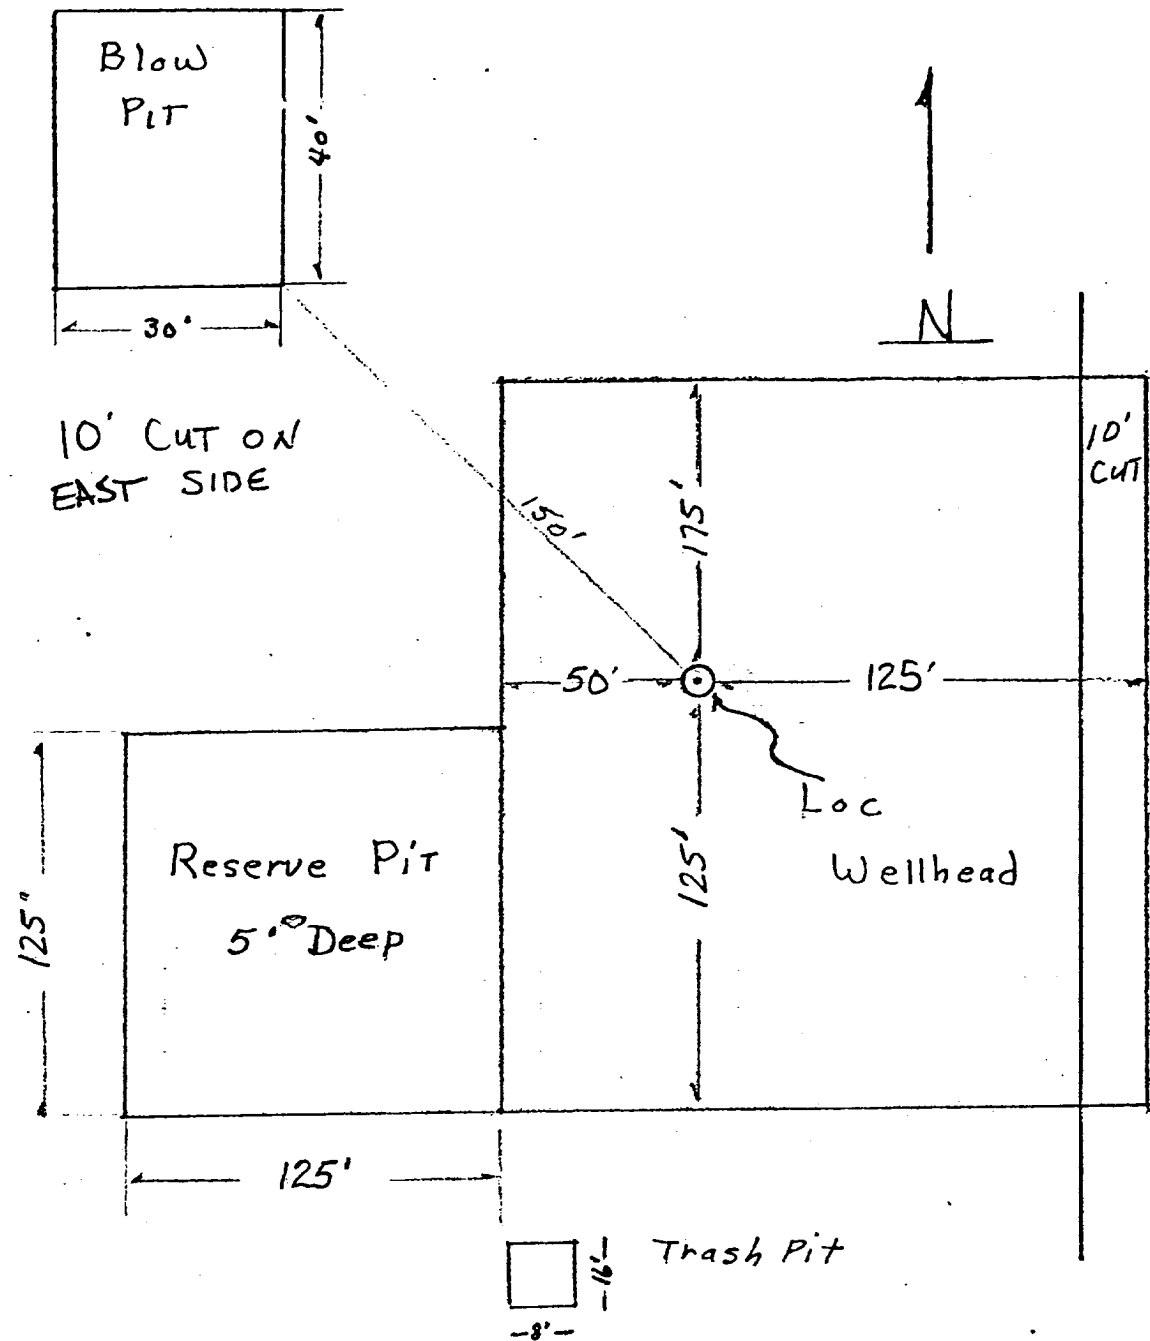 Blow
PIT
40'
30'
N
10' CUT ON
EAST SIDE
10'
CUT
150'
175'
50'
125'
Loc
125'
Wellhead
Reserve PiT
5' Deep
125"
125'
Trash Pit
16'
8'